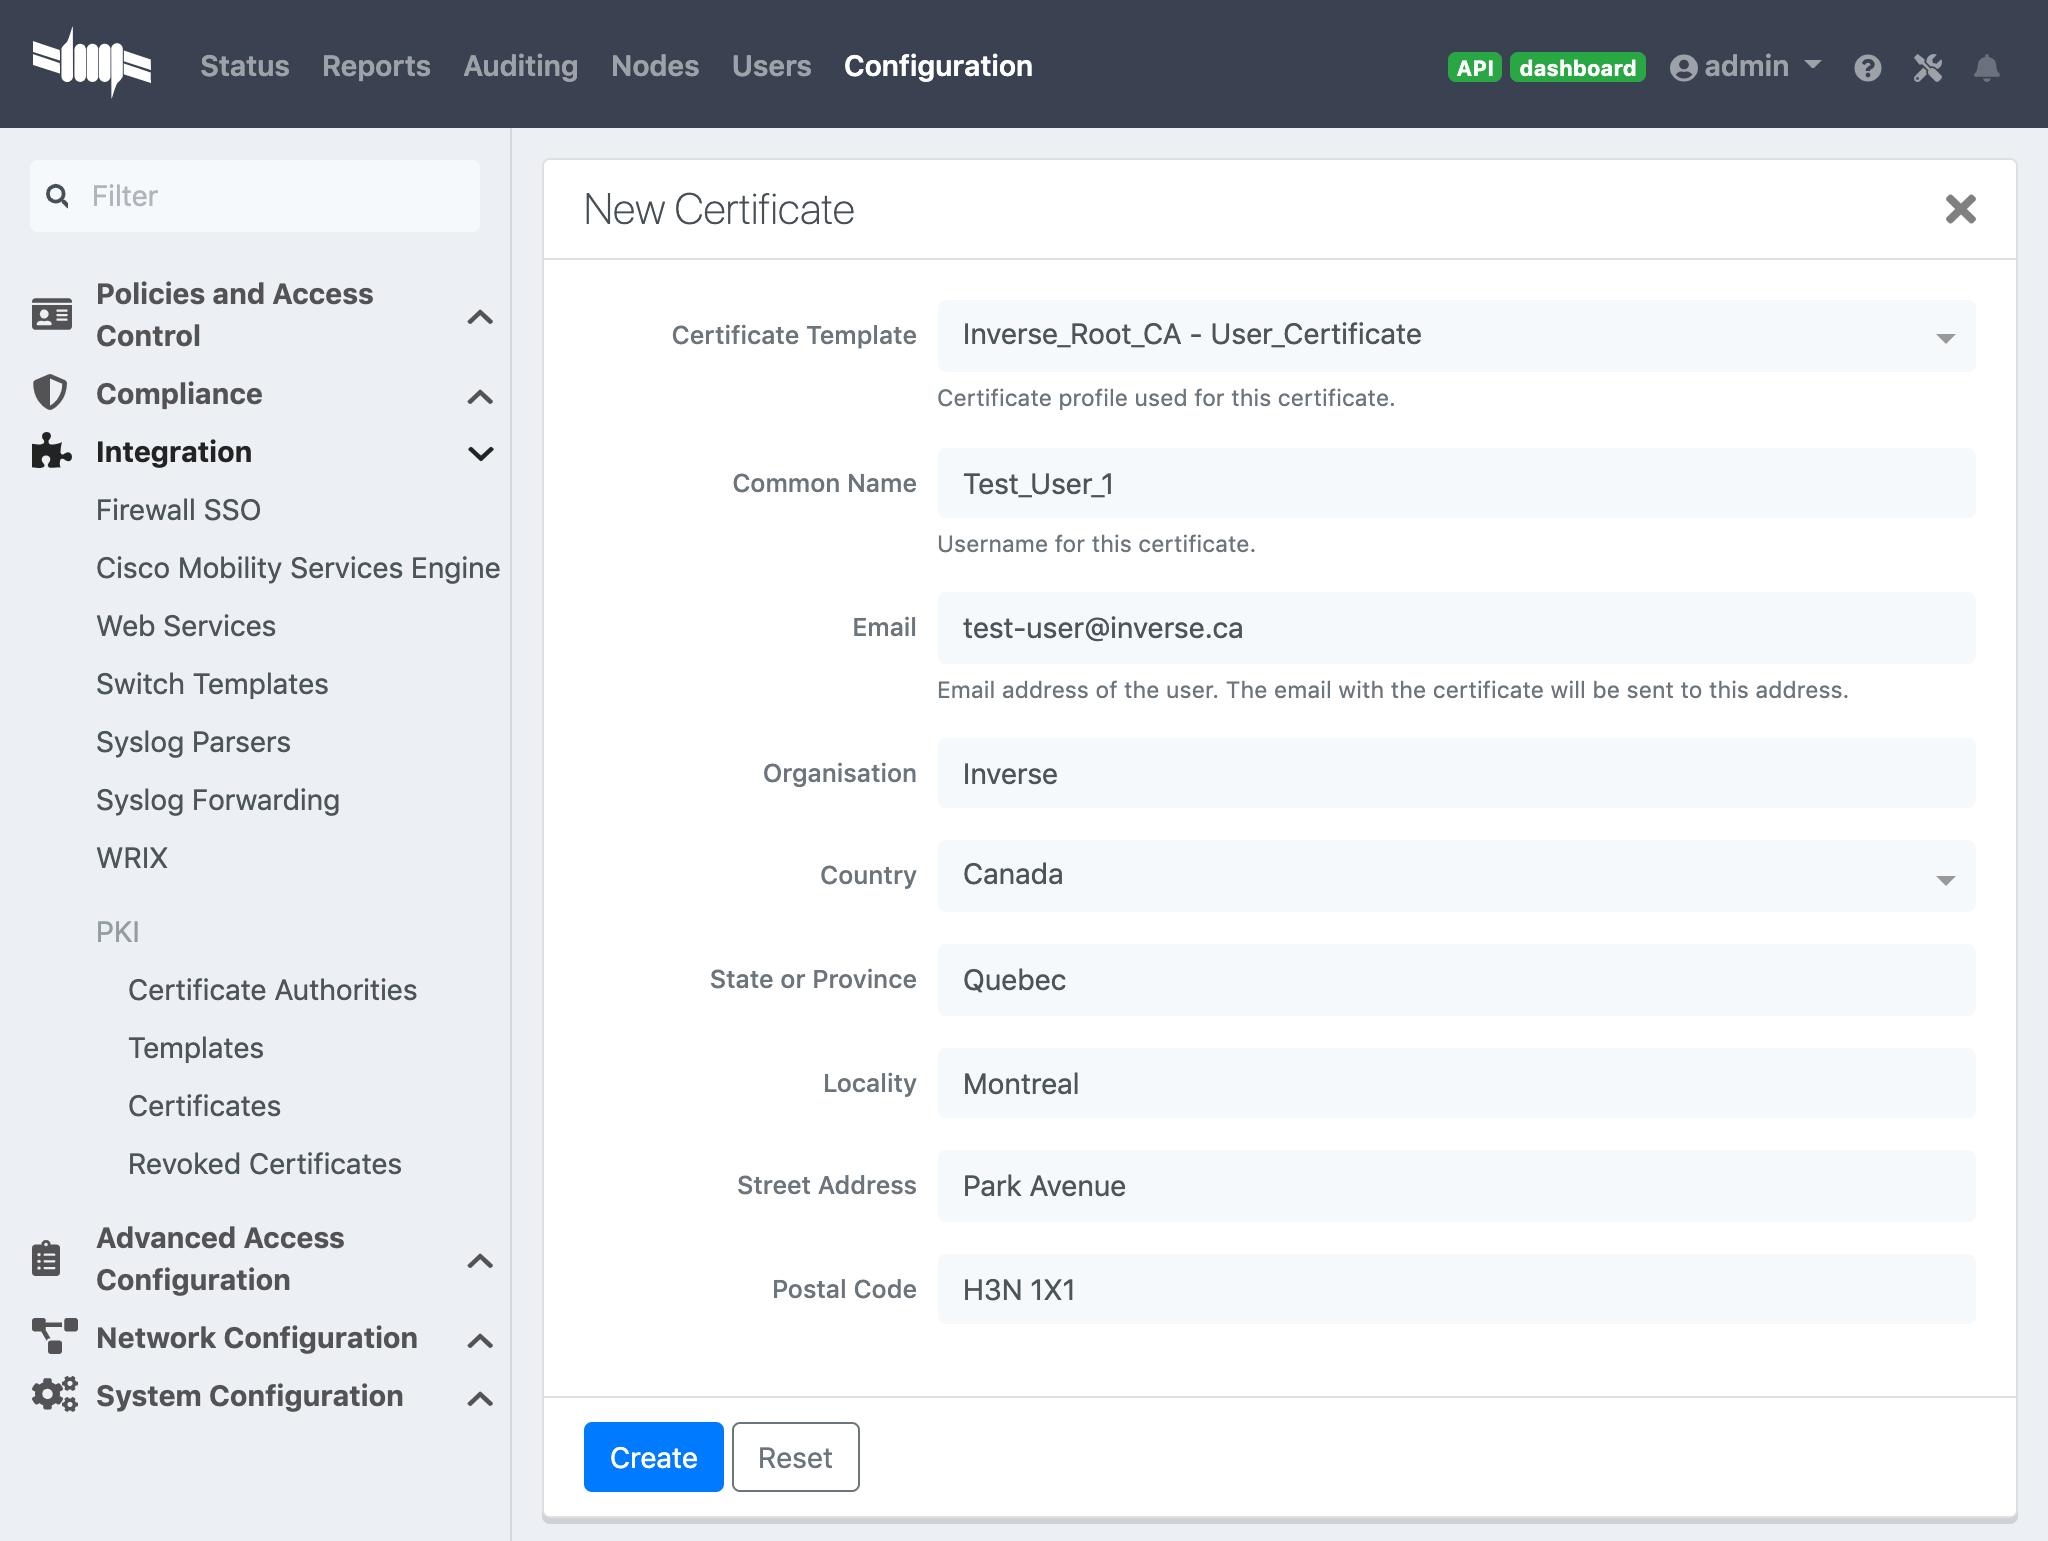 Status Reports Auditing Nodes Users Configuration API dashboard admin
Filter
Policies and Access
Control
Compliance
Integration
Firewall SSO
Cisco Mobility Services Engine
Web Services
Switch Templates
Syslog Parsers
Syslog Forwarding
WRIX
PKI
Certificate Authorities
Templates
Certificates
Revoked Certificates
Advanced Access
Configuration
Network Configuration
System Configuration
New Certificate
Certificate Template Inverse_Root_CA - User_Certificate
Certificate profile used for this certificate.
Common Name Test_User_1
Username for this certificate.
Email test-user@inverse.ca
Email address of the user. The email with the certificate will be sent to this address.
Organisation Inverse
Country Canada
State or Province Quebec
Locality Montreal
Street Address Park Avenue
Postal Code H3N 1X1
Create Reset